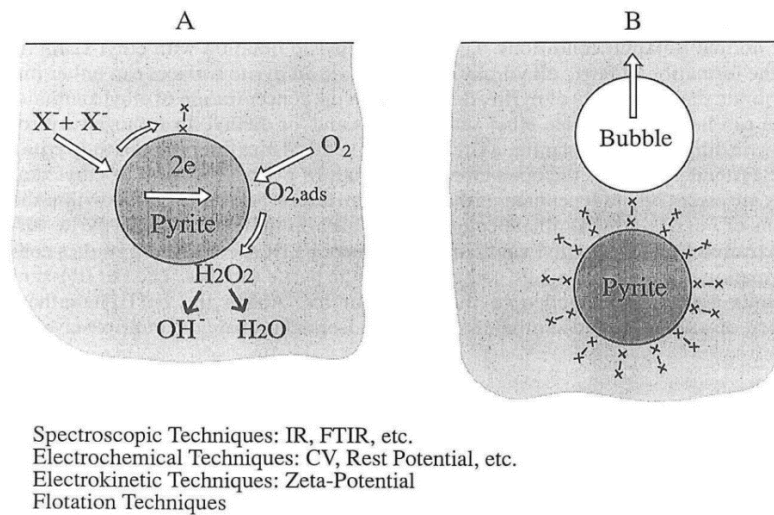 A
B
X⁻ + X⁻
x-x
2e
O₂
Pyrite
O₂,ads
H₂O₂
OH⁻
H₂O
Bubble
x-x
x-x
x-x
x-x
x-x
x-x
x-x
x-x
x-x
x-x
x-x
x-x
x-x
Pyrite
Spectroscopic Techniques: IR, FTIR, etc.
Electrochemical Techniques: CV, Rest Potential, etc.
Electrokinetic Techniques: Zeta-Potential
Flotation Techniques